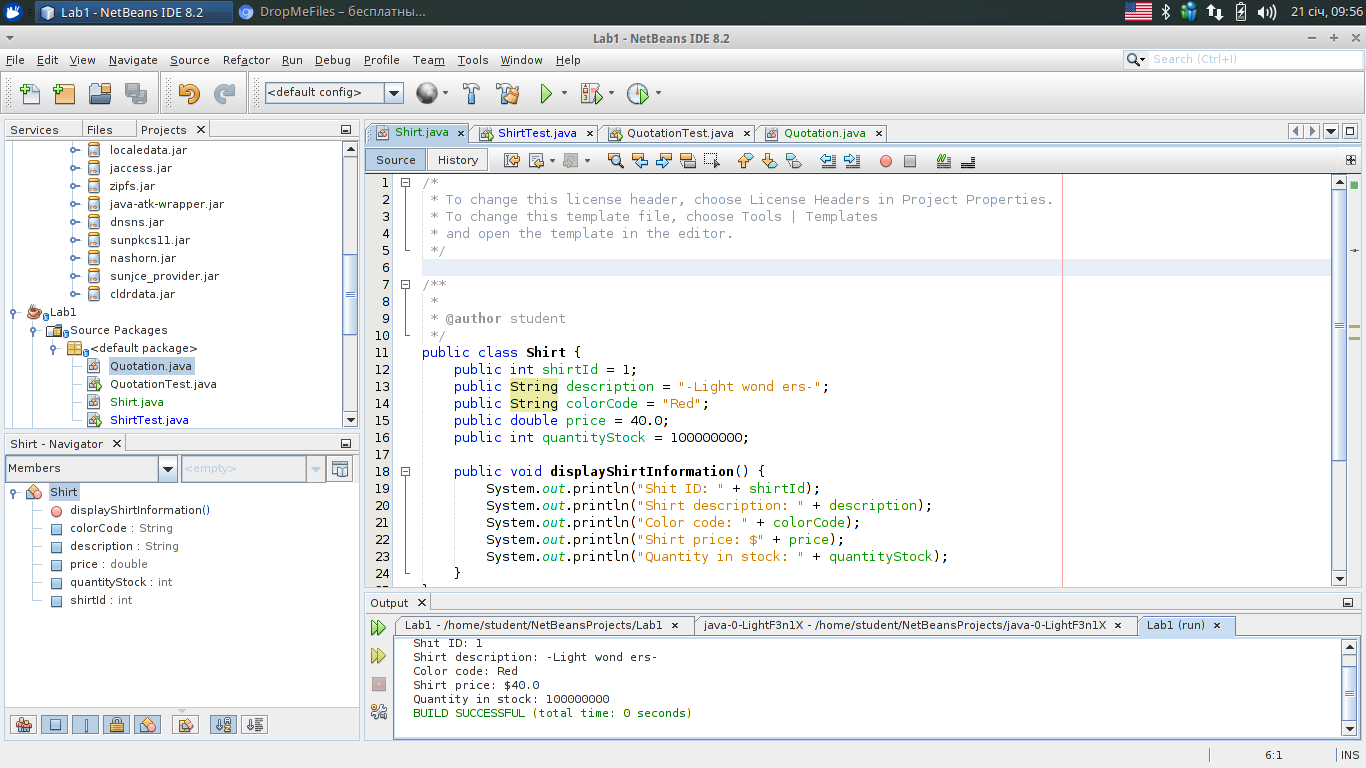 Lab1 - NetBeans IDE 8.2
DropMeFiles – бесплатны...
21 січ, 09:56
Lab1 - NetBeans IDE 8.2
File Edit View Navigate Source Refactor Run Debug Profile Team Tools Window Help
Search (Ctrl+I)
<default config>
Services Files Projects
localedata.jar
jaccess.jar
zipfs.jar
java-atk-wrapper.jar
dnsns.jar
sunpkcs11.jar
nashorn.jar
sunjce_provider.jar
cldrdata.jar
Lab1
Source Packages
<default package>
Quotation.java
QuotationTest.java
Shirt.java
ShirtTest.java
Shirt - Navigator
Members
<empty>
Shirt
displayShirtInformation()
colorCode : String
description : String
price : double
quantityStock : int
shirtId : int
Shirt.java ShirtTest.java QuotationTest.java Quotation.java
Source History
1 /*
2 * To change this license header, choose License Headers in Project Properties.
3 * To change this template file, choose Tools | Templates
4 * and open the template in the editor.
5 */
6
7 /**
8 *
9 * @author student
10 */
11 public class Shirt {
12 public int shirtId = 1;
13 public String description = "-Light wond ers-";
14 public String colorCode = "Red";
15 public double price = 40.0;
16 public int quantityStock = 100000000;
17
18 public void displayShirtInformation() {
19 System.out.println("Shit ID: " + shirtId);
20 System.out.println("Shirt description: " + description);
21 System.out.println("Color code: " + colorCode);
22 System.out.println("Shirt price: $" + price);
23 System.out.println("Quantity in stock: " + quantityStock);
24 }
Output
Lab1 - /home/student/NetBeansProjects/Lab1
java-0-LightF3n1X - /home/student/NetBeansProjects/java-0-LightF3n1X
Lab1 (run)
Shit ID: 1
Shirt description: -Light wond ers-
Color code: Red
Shirt price: $40.0
Quantity in stock: 100000000
BUILD SUCCESSFUL (total time: 0 seconds)
6:1
INS